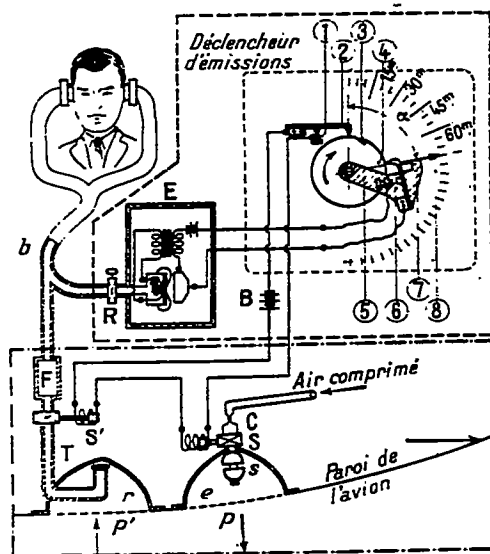 Déclencheur
d'émissions
1 2 3 4
30m
45m
60m
α
E
b
R
B
5 6 7 8
F
S'
T
Air comprimé
C
S
s
r
e
P'
P
Paroi de
l'avion